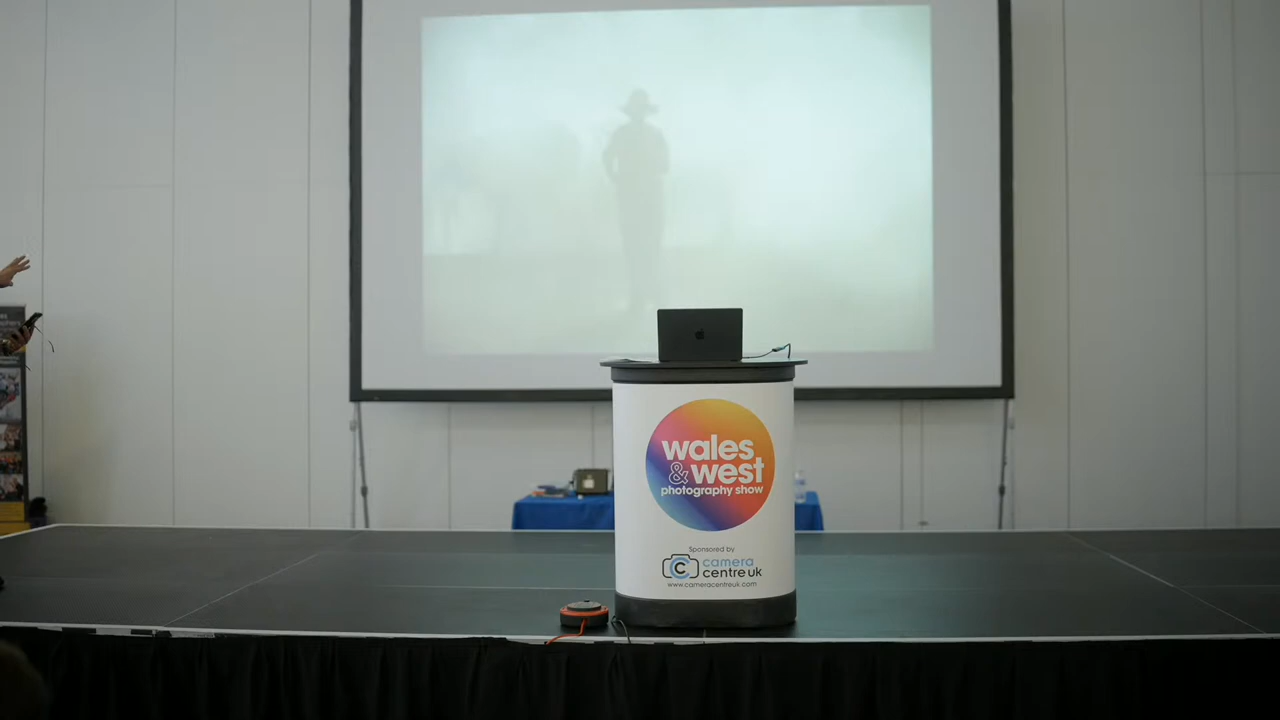 wales
& west
photography show
Sponsored by
C camera
centre uk
www.cameracentreuk.com